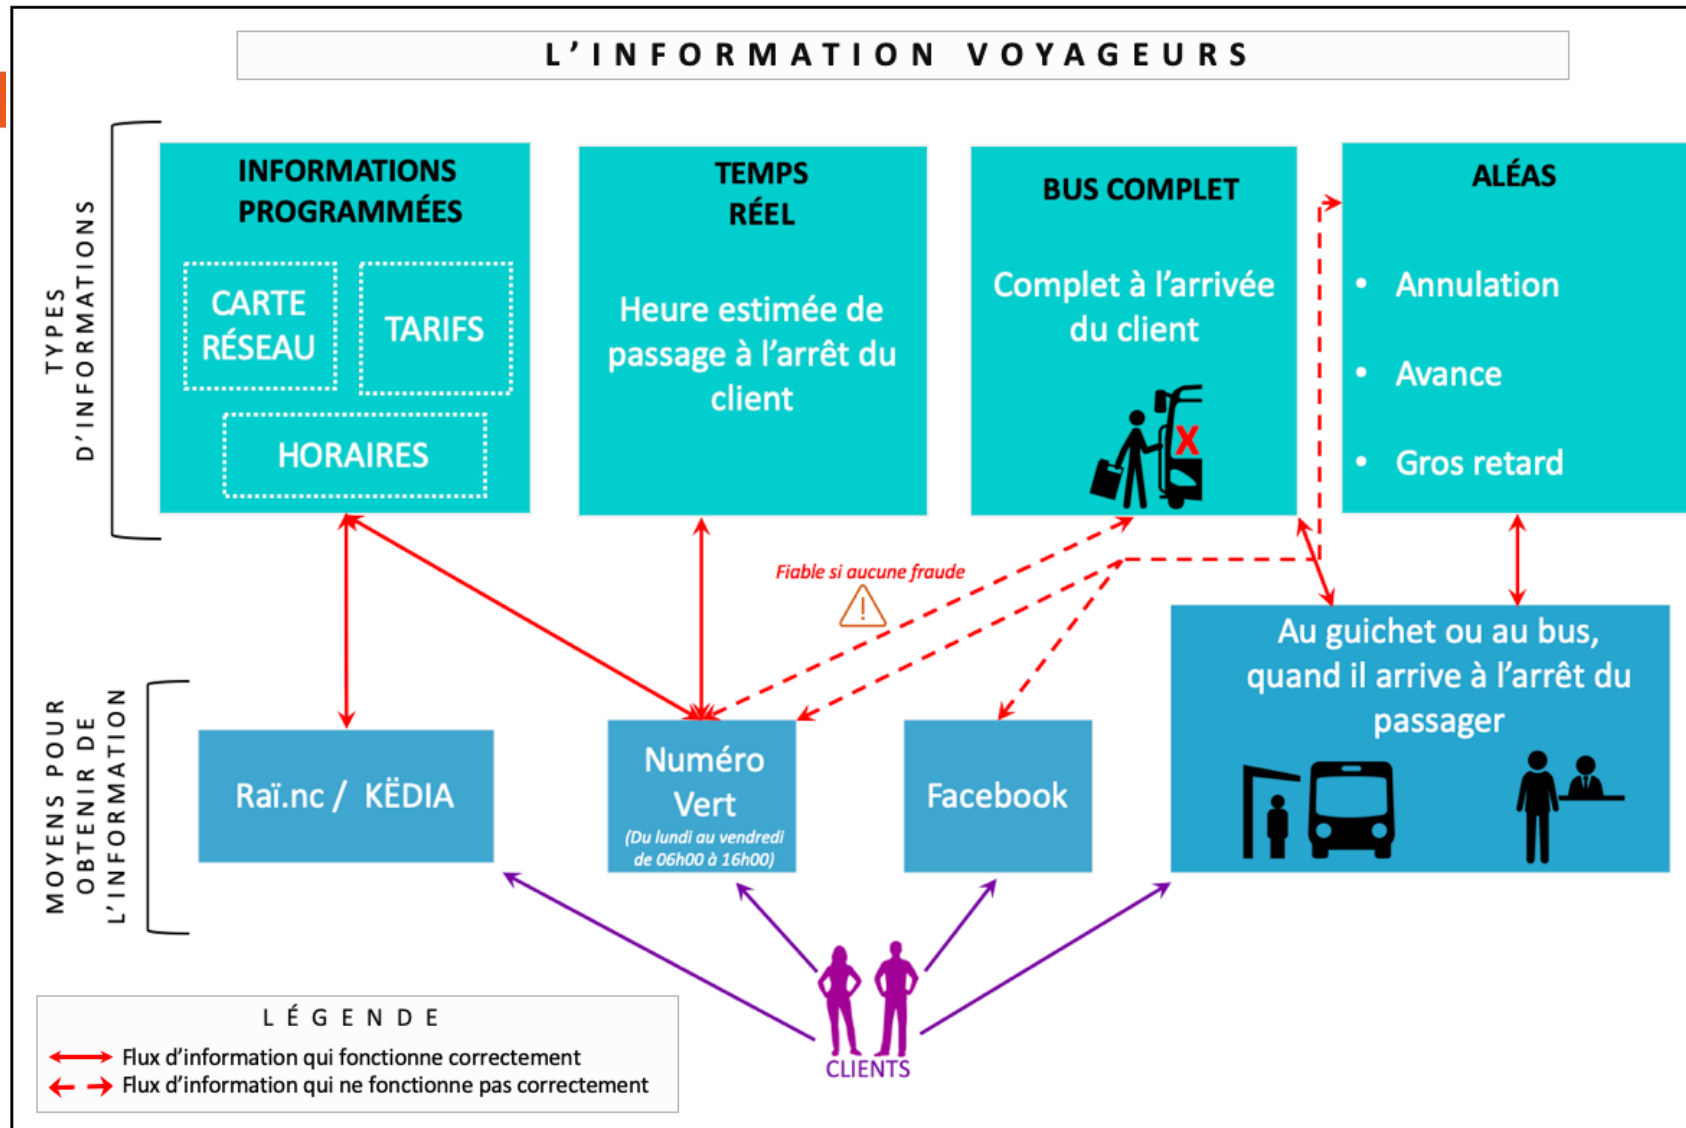 L'INFORMATION VOYAGEURS
TYPES
D'INFORMATIONS
INFORMATIONS
PROGRAMMÉES
CARTE
RÉSEAU
TARIFS
HORAIRES
TEMPS
RÉEL
Heure estimée de
passage à l'arrêt du
client
BUS COMPLET
Complet à l'arrivée
du client
X
ALÉAS
• Annulation
• Avance
• Gros retard
Fiable si aucune fraude
!
MOYENS POUR
OBTENIR DE
L'INFORMATION
Raï.nc / KËDIA
Numéro
Vert
(Du lundi au vendredi
de 06h00 à 16h00)
Facebook
Au guichet ou au bus,
quand il arrive à l'arrêt du
passager
CLIENTS
LÉGENDE
Flux d'information qui fonctionne correctement
Flux d'information qui ne fonctionne pas correctement